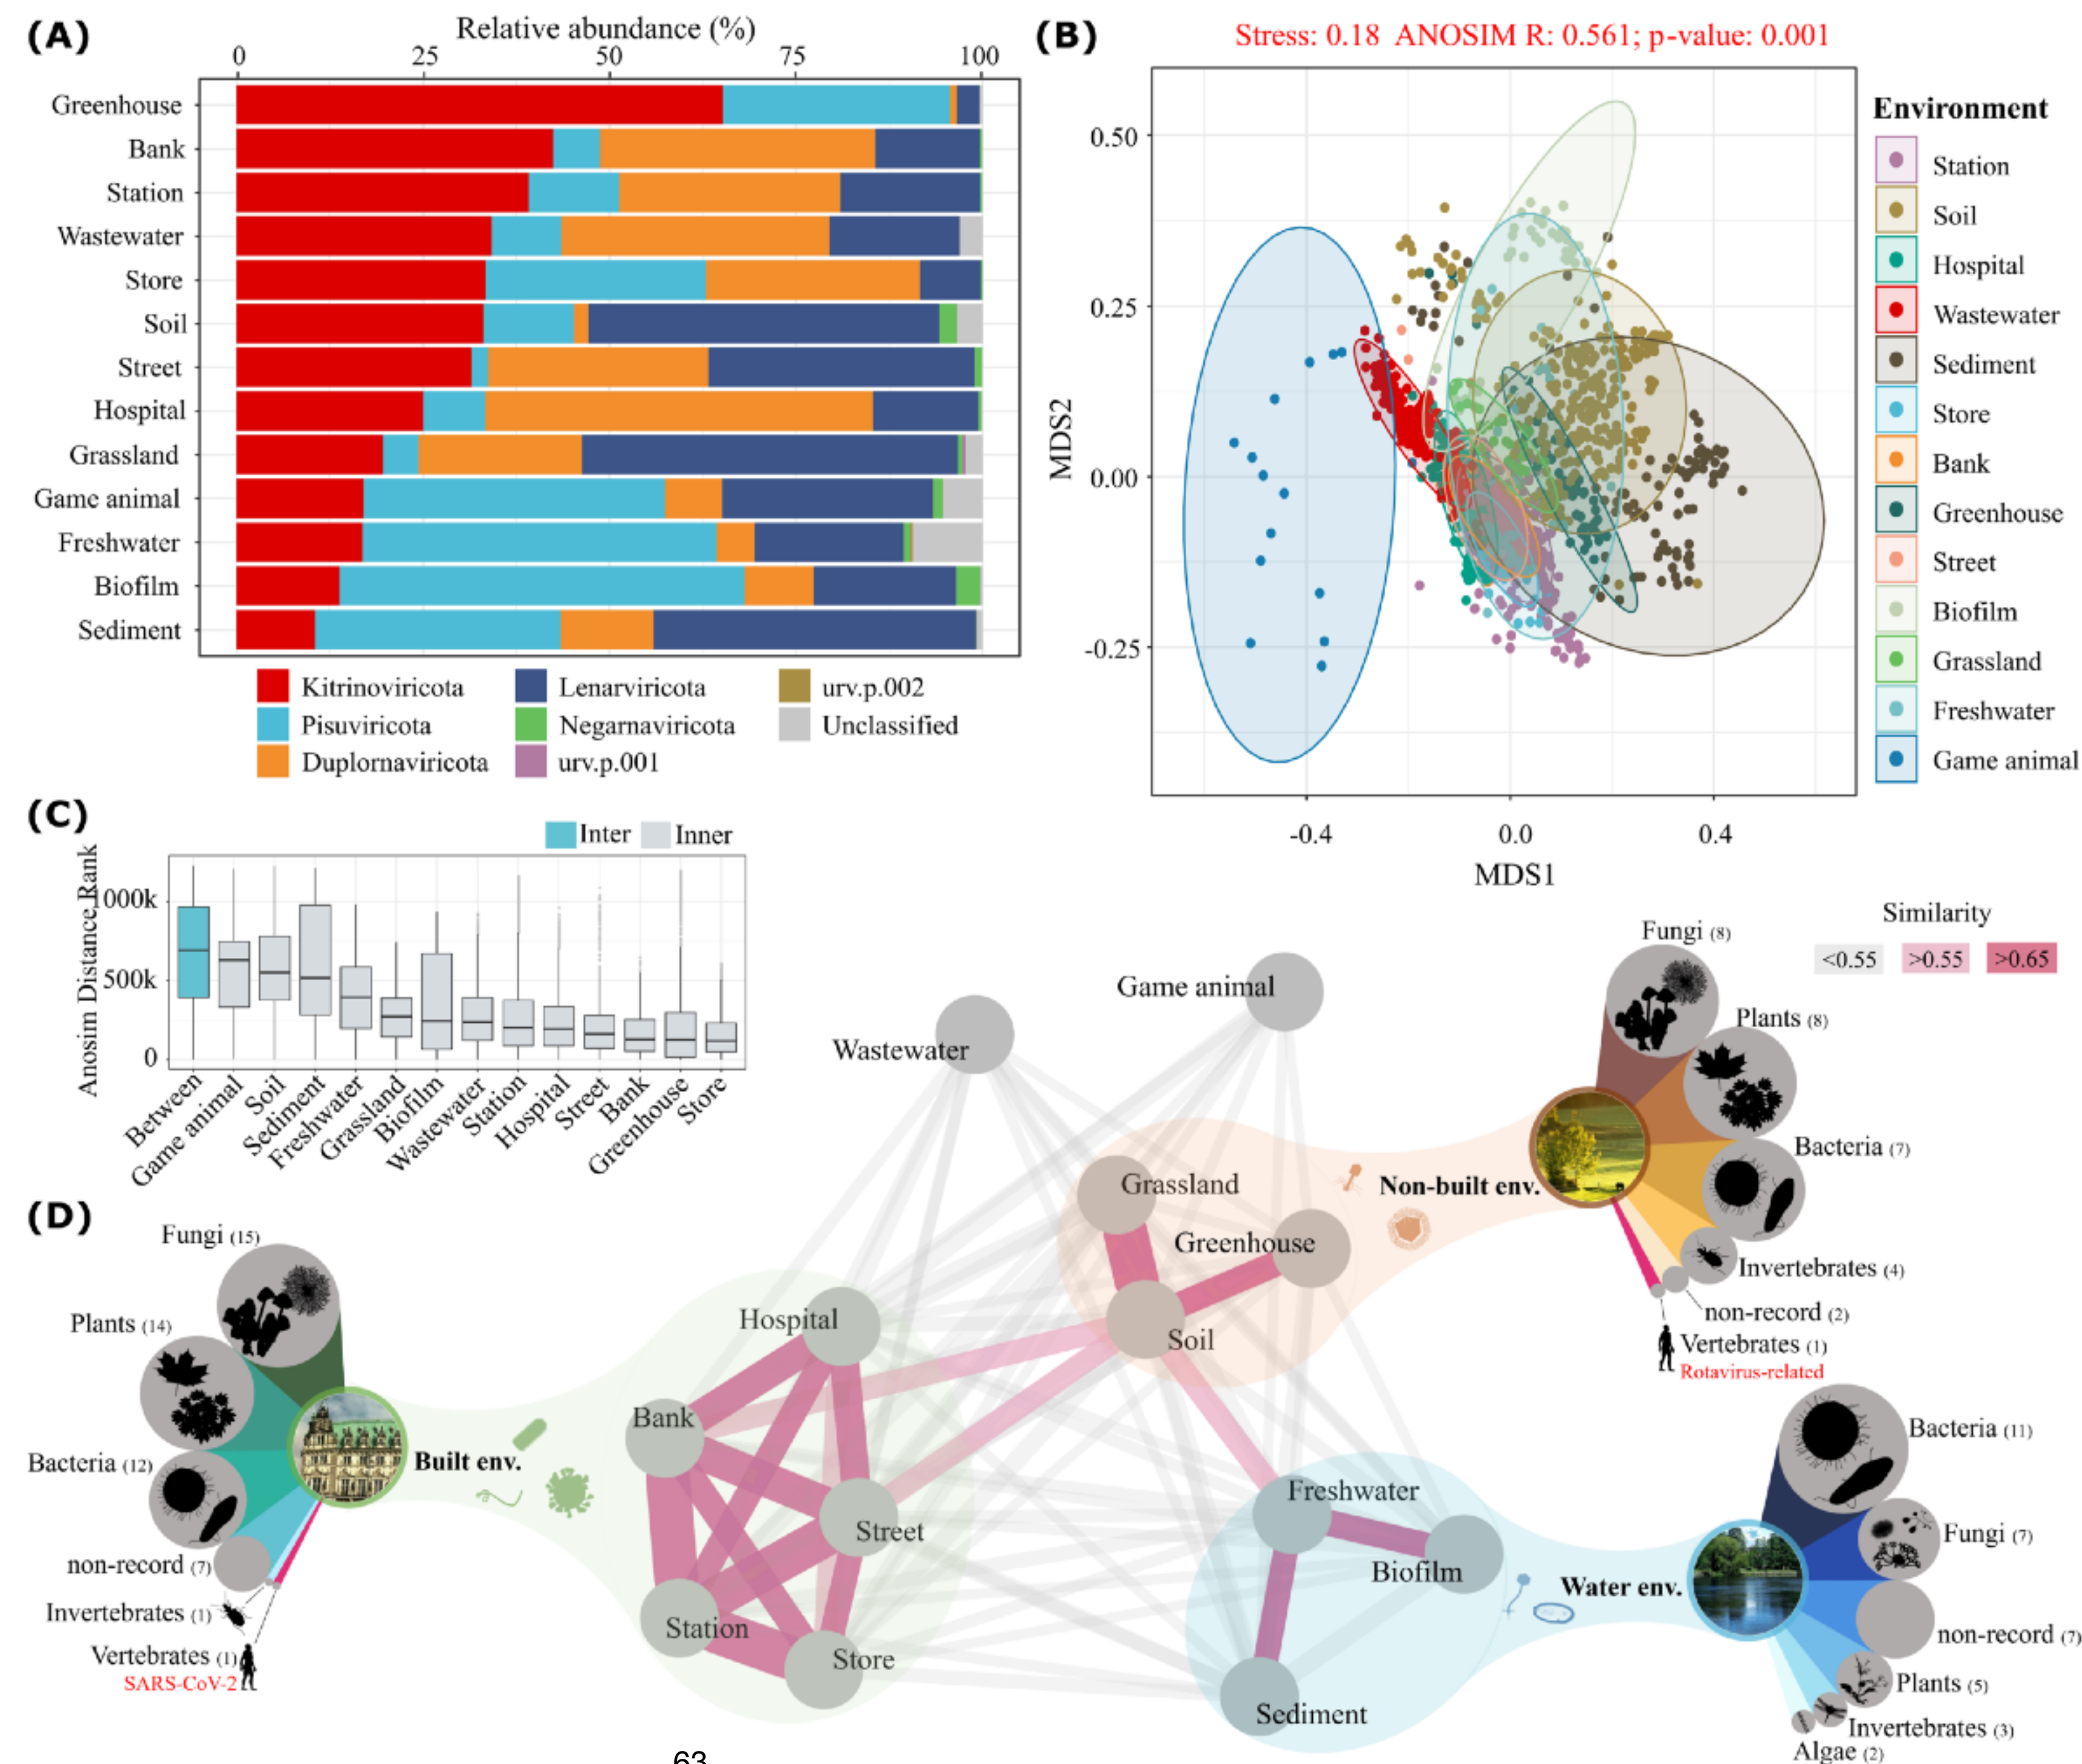 (A)
Relative abundance (%)
0 25 50 75 100
Greenhouse
Bank
Station
Wastewater
Store
Soil
Street
Hospital
Grassland
Game animal
Freshwater
Biofilm
Sediment
Kitrinoviricota
Pisuviricota
Duplornaviricota
Lenarviricota
Negarnaviricota
urv.p.001
urv.p.002
Unclassified
(B)
Stress: 0.18 ANOSIM R: 0.561; p-value: 0.001
MDS2
0.50
0.25
0.00
-0.25
-0.4 0.0 0.4
MDS1
Environment
Station
Soil
Hospital
Wastewater
Sediment
Store
Bank
Greenhouse
Street
Biofilm
Grassland
Freshwater
Game animal
(C)
Inter Inner
Anosim Distance Rank
1000k
500k
0
Between
Game animal
Soil
Sediment
Freshwater
Grassland
Biofilm
Wastewater
Station
Hospital
Street
Bank
Greenhouse
Store
(D)
Similarity
<0.55 >0.55 >0.65
Fungi (15)
Plants (14)
Bacteria (12)
non-record (7)
Invertebrates (1)
Vertebrates (1)
SARS-CoV-2
Built env.
Wastewater
Game animal
Hospital
Bank
Street
Station
Store
Grassland
Greenhouse
Soil
Non-built env.
Fungi (8)
Plants (8)
Bacteria (7)
Invertebrates (4)
non-record (2)
Vertebrates (1)
Rotavirus-related
Freshwater
Biofilm
Sediment
Water env.
Bacteria (11)
Fungi (7)
non-record (7)
Plants (5)
Invertebrates (3)
Algae (2)
63